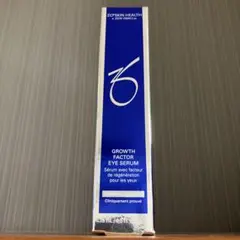 ZO® SKIN HEALTH
GROWTH
FACTOR
EYE SERUM
Sérum avec facteur
de régénération
pour les yeux
Cliniquement prouvé